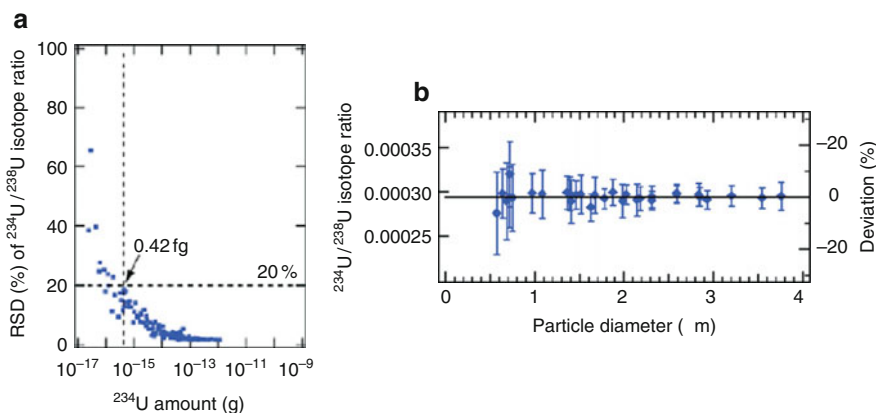 a
100
80
60
40
20
0
RSD (%) of ²³⁴U/²³⁸U isotope ratio
0.42 fg
20 %
10⁻¹⁷ 10⁻¹⁵ 10⁻¹³ 10⁻¹¹ 10⁻⁹
²³⁴U amount (g)
b
²³⁴U/²³⁸U isotope ratio
0.00035
0.00030
0.00025
−20
0
−20
Deviation (%)
0 1 2 3 4
Particle diameter ( m)